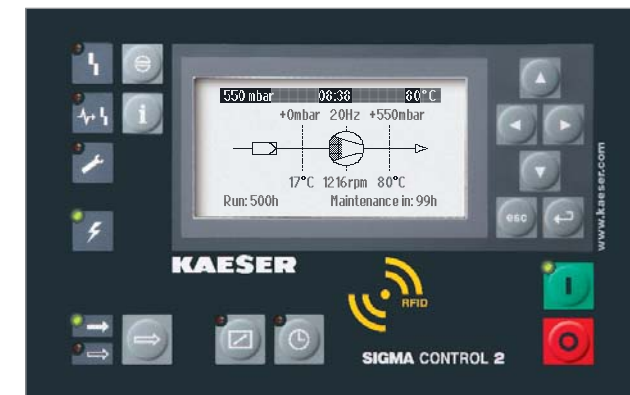 550 mbar 08:38 80°C
+0mbar 20Hz +550mbar
17°C 1216rpm 80°C
Run: 500h Maintenance in: 99h
i
esc
www.kaeser.com
KAESER
RFID
I
O
SIGMA CONTROL 2